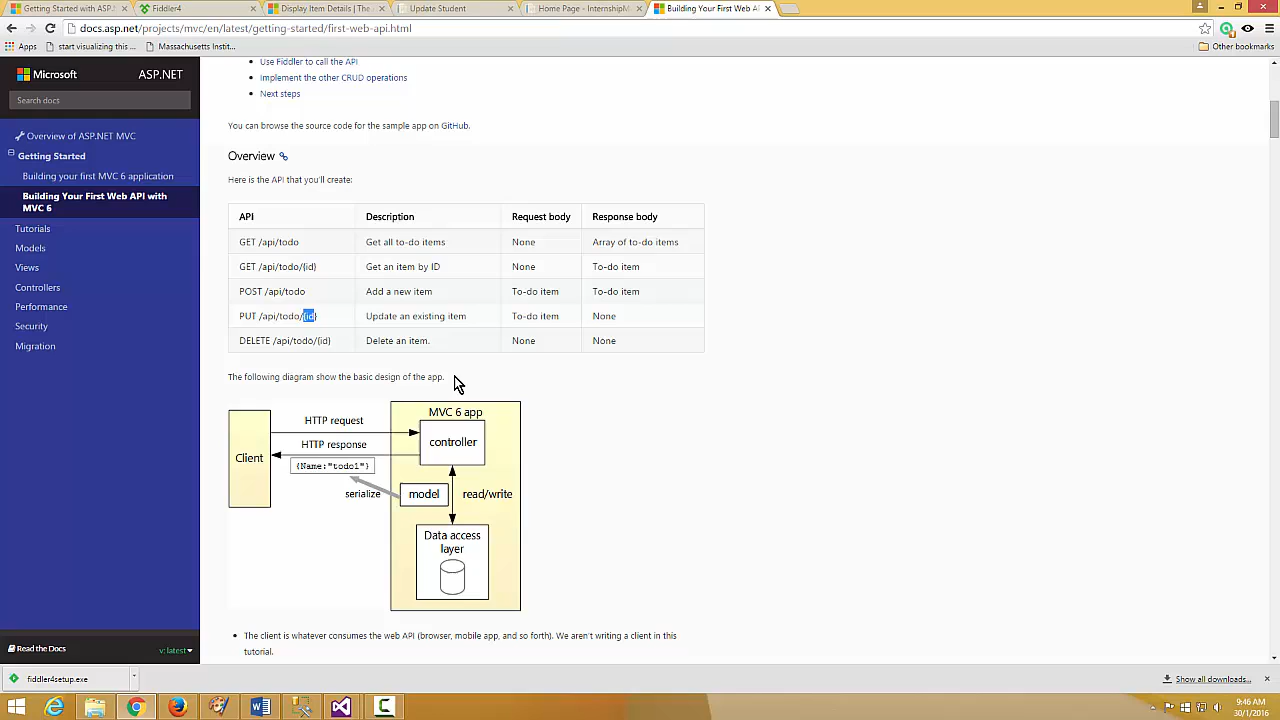 Getting Started with ASP.
Fiddler4
Display Item Details | The
Update Student
Home Page - InternshipM
Building Your First Web A
docs.asp.net/projects/mvc/en/latest/getting-started/first-web-api.html
Apps
start visualizing this ...
Massachusetts Instit...
Other bookmarks
Microsoft
ASP.NET
Search docs
Overview of ASP.NET MVC
Getting Started
Building your first MVC 6 application
Building Your First Web API with
MVC 6
Tutorials
Models
Views
Controllers
Performance
Security
Migration
Read the Docs
v: latest
Use Fiddler to call the API
Implement the other CRUD operations
Next steps
You can browse the source code for the sample app on GitHub.
Overview
Here is the API that you'll create:
API Description Request body Response body
GET /api/todo Get all to-do items None Array of to-do items
GET /api/todo/{id} Get an item by ID None To-do item
POST /api/todo Add a new item To-do item To-do item
PUT /api/todo/{id} Update an existing item To-do item None
DELETE /api/todo/{id} Delete an item. None None
The following diagram show the basic design of the app.
MVC 6 app
HTTP request
controller
HTTP response
Client
{Name:"todo1"}
serialize
model
read/write
Data access
layer
The client is whatever consumes the web API (browser, mobile app, and so forth). We aren't writing a client in this
tutorial.
fiddler4setup.exe
Show all downloads...
9:46 AM
30/1/2016